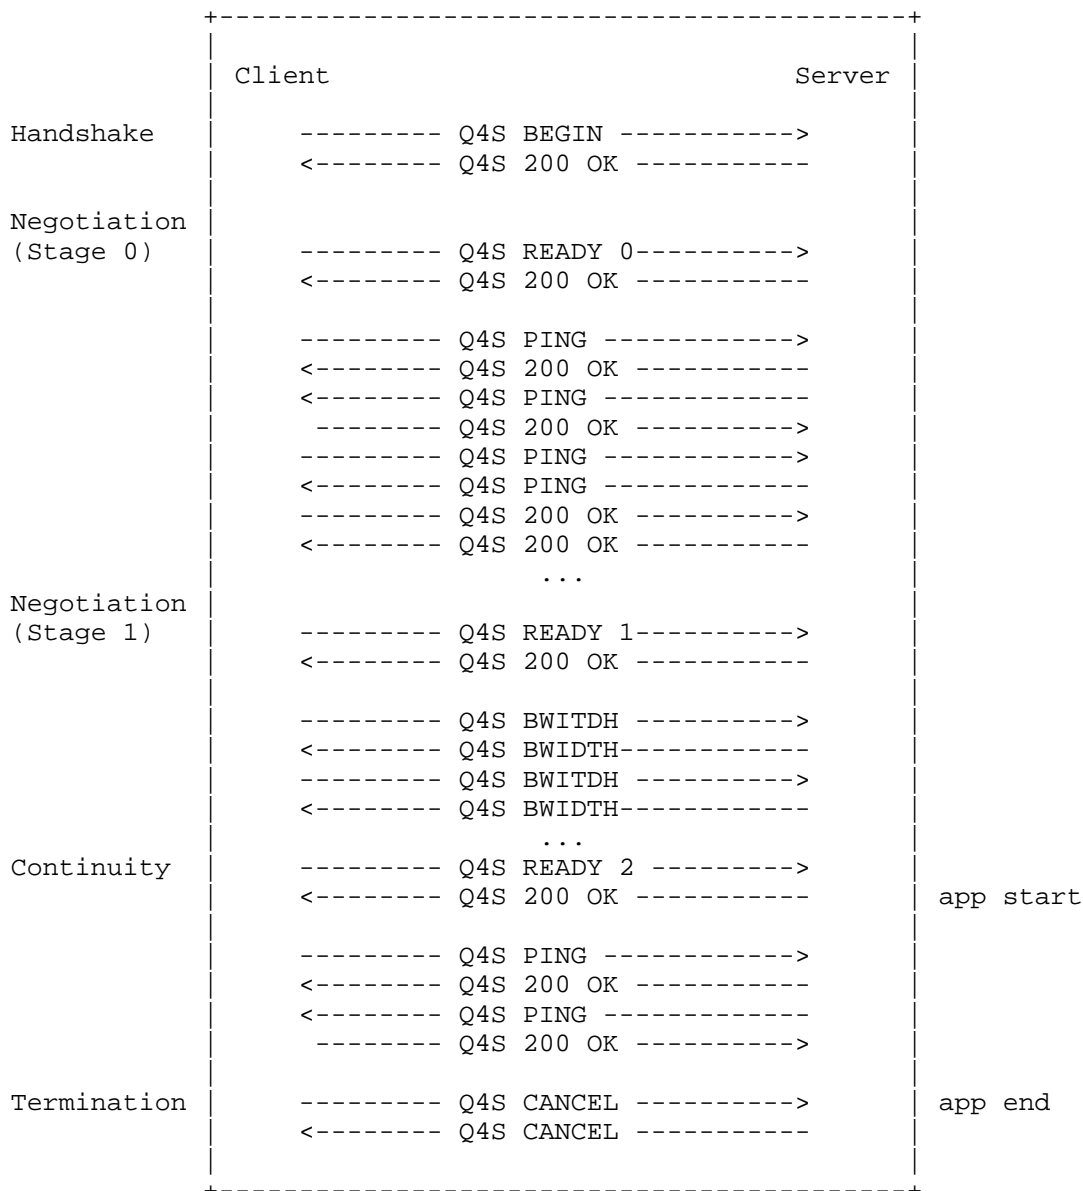 Client Server
Handshake --------- Q4S BEGIN ----------->
<-------- Q4S 200 OK -----------
Negotiation
(Stage 0) --------- Q4S READY 0---------->
<-------- Q4S 200 OK -----------
--------- Q4S PING ------------>
<-------- Q4S 200 OK -----------
<-------- Q4S PING -------------
-------- Q4S 200 OK ----------->
--------- Q4S PING ------------>
<-------- Q4S PING -------------
--------- Q4S 200 OK ---------->
<-------- Q4S 200 OK -----------
...
Negotiation
(Stage 1) --------- Q4S READY 1---------->
<-------- Q4S 200 OK -----------
--------- Q4S BWITDH ---------->
<-------- Q4S BWIDTH------------
--------- Q4S BWITDH ---------->
<-------- Q4S BWIDTH------------
...
Continuity --------- Q4S READY 2 --------->
<-------- Q4S 200 OK ----------- app start
--------- Q4S PING ------------>
<-------- Q4S 200 OK -----------
<-------- Q4S PING -------------
-------- Q4S 200 OK ----------->
Termination --------- Q4S CANCEL ----------> app end
<-------- Q4S CANCEL -----------